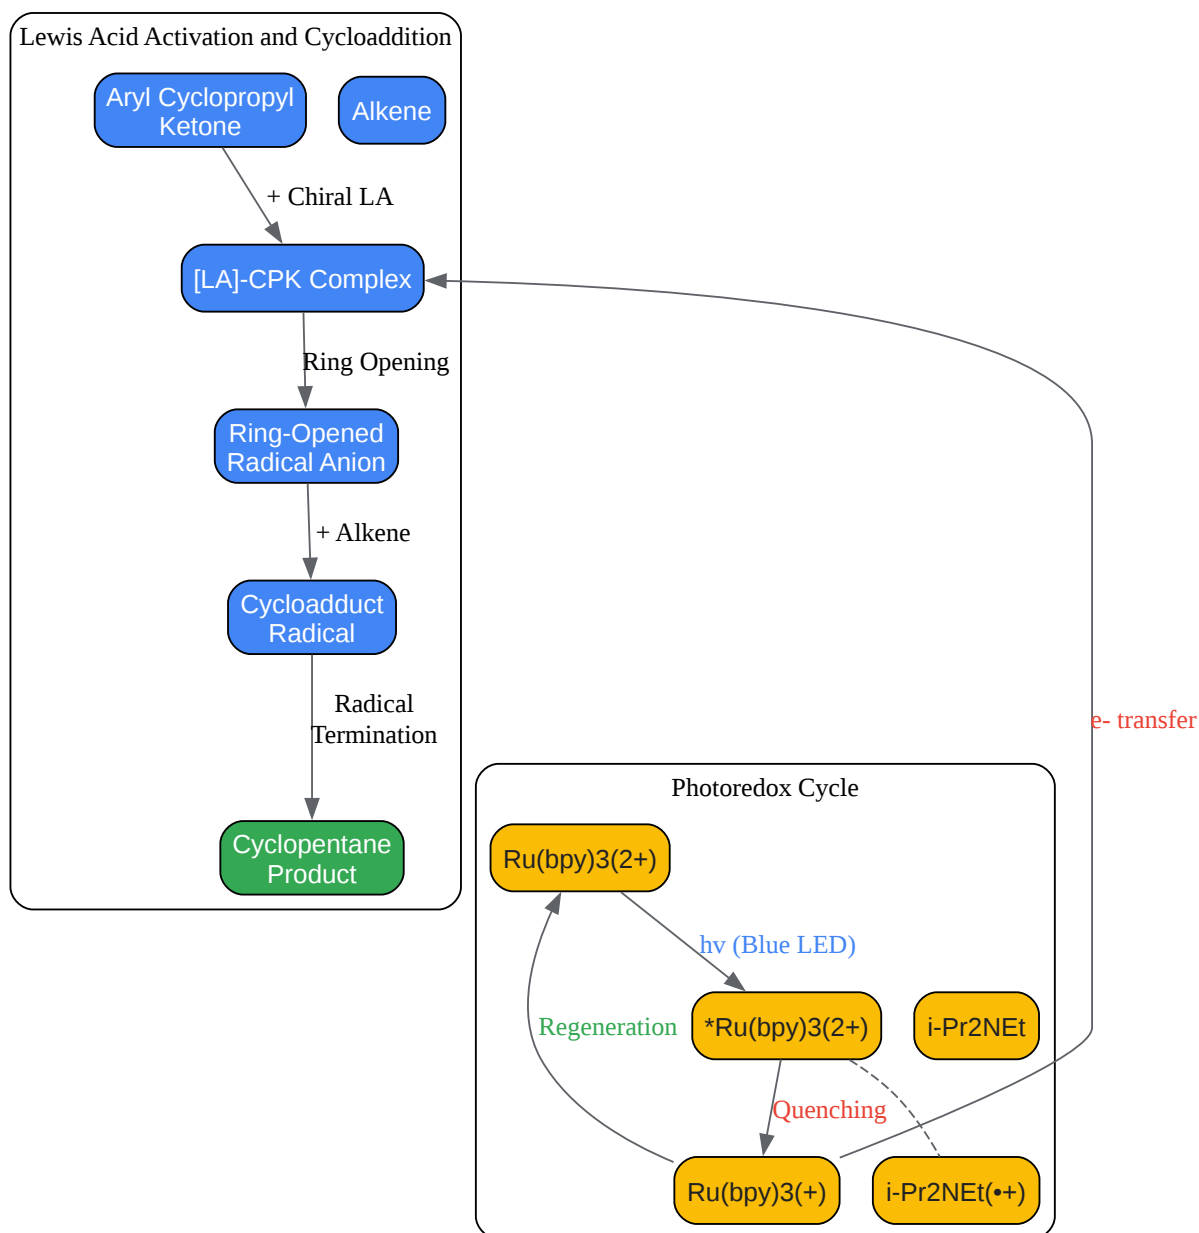 Lewis Acid Activation and Cycloaddition
Aryl Cyclopropyl
Ketone
Alkene
+ Chiral LA
[LA]-CPK Complex
Ring Opening
Ring-Opened
Radical Anion
+ Alkene
Cycloadduct
Radical
Radical
Termination
e- transfer
Cyclopentane
Product
Photoredox Cycle
Ru(bpy)3(2+)
hv (Blue LED)
*Ru(bpy)3(2+)
i-Pr2NEt
Regeneration
Quenching
Ru(bpy)3(+)
i-Pr2NEt(•+)